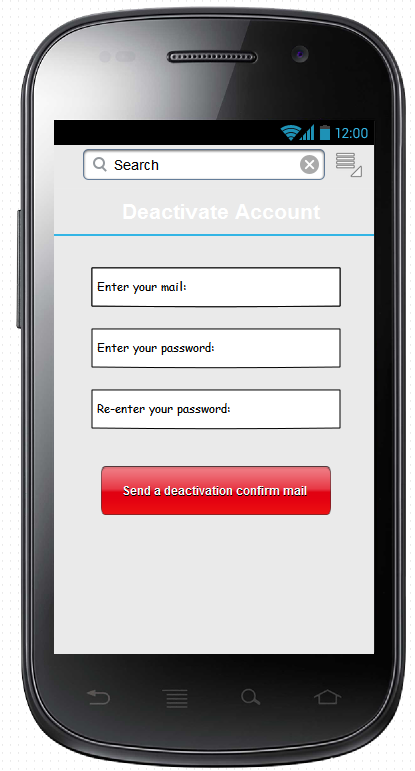 12:00
Search
Deactivate Account
Enter your mail:
Enter your password:
Re-enter your password:
Send a deactivation confirm mail